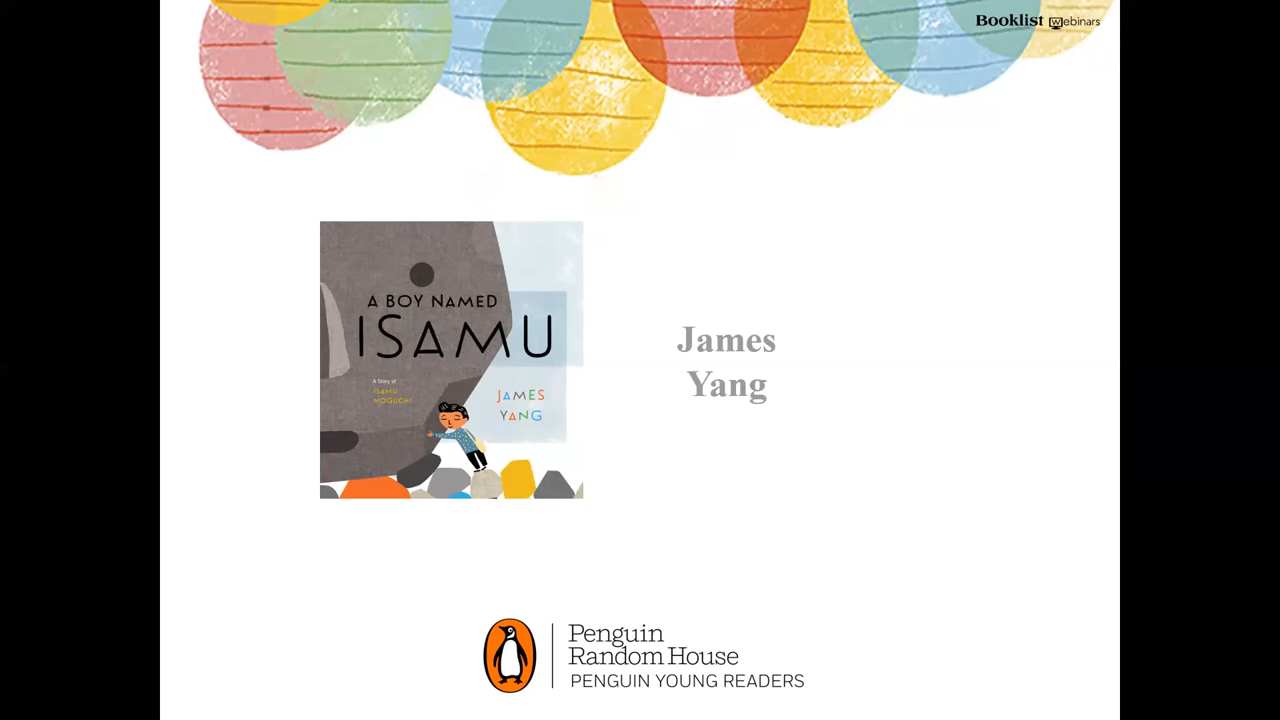 Booklist Webinars
A BOY NAMED
ISAMU
A Story of
ISAMU
NOGUCHI
JAMES
YANG
James
Yang
Penguin
Random House
PENGUIN YOUNG READERS